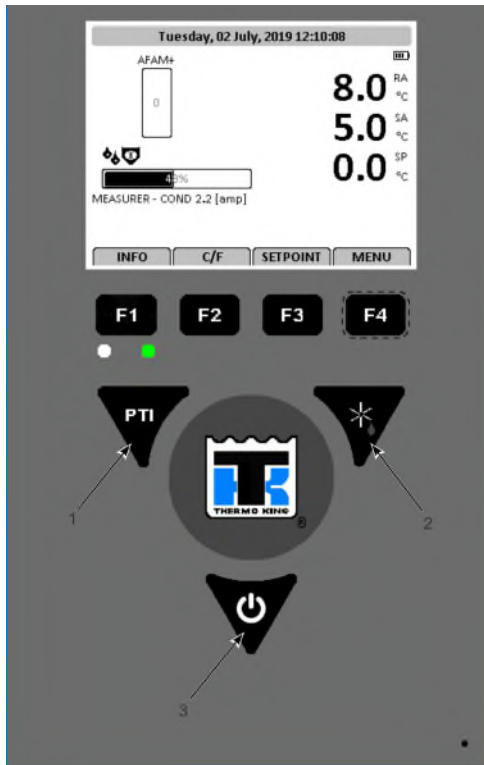 Tuesday, 02 July, 2019 12:10:08
AFAM+
0
8.0 RA °C
5.0 SA °C
0.0 SP °C
43%
MEASURER - COND 2.2 [amp]
INFO C/F SETPOINT MENU
F1 F2 F3 F4
PTI
THERMO KING
®
1
2
3